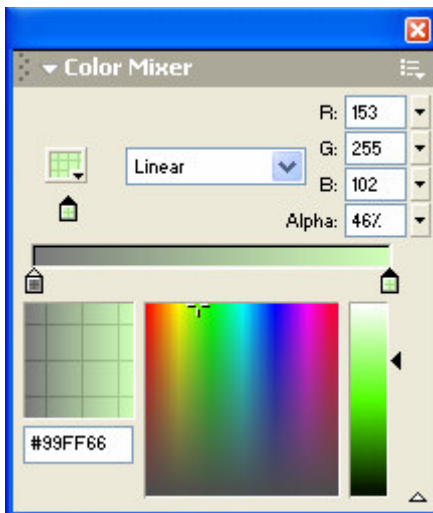 Color Mixer
R: 153
G: 255
Linear
B: 102
Alpha: 46%
#99FF66